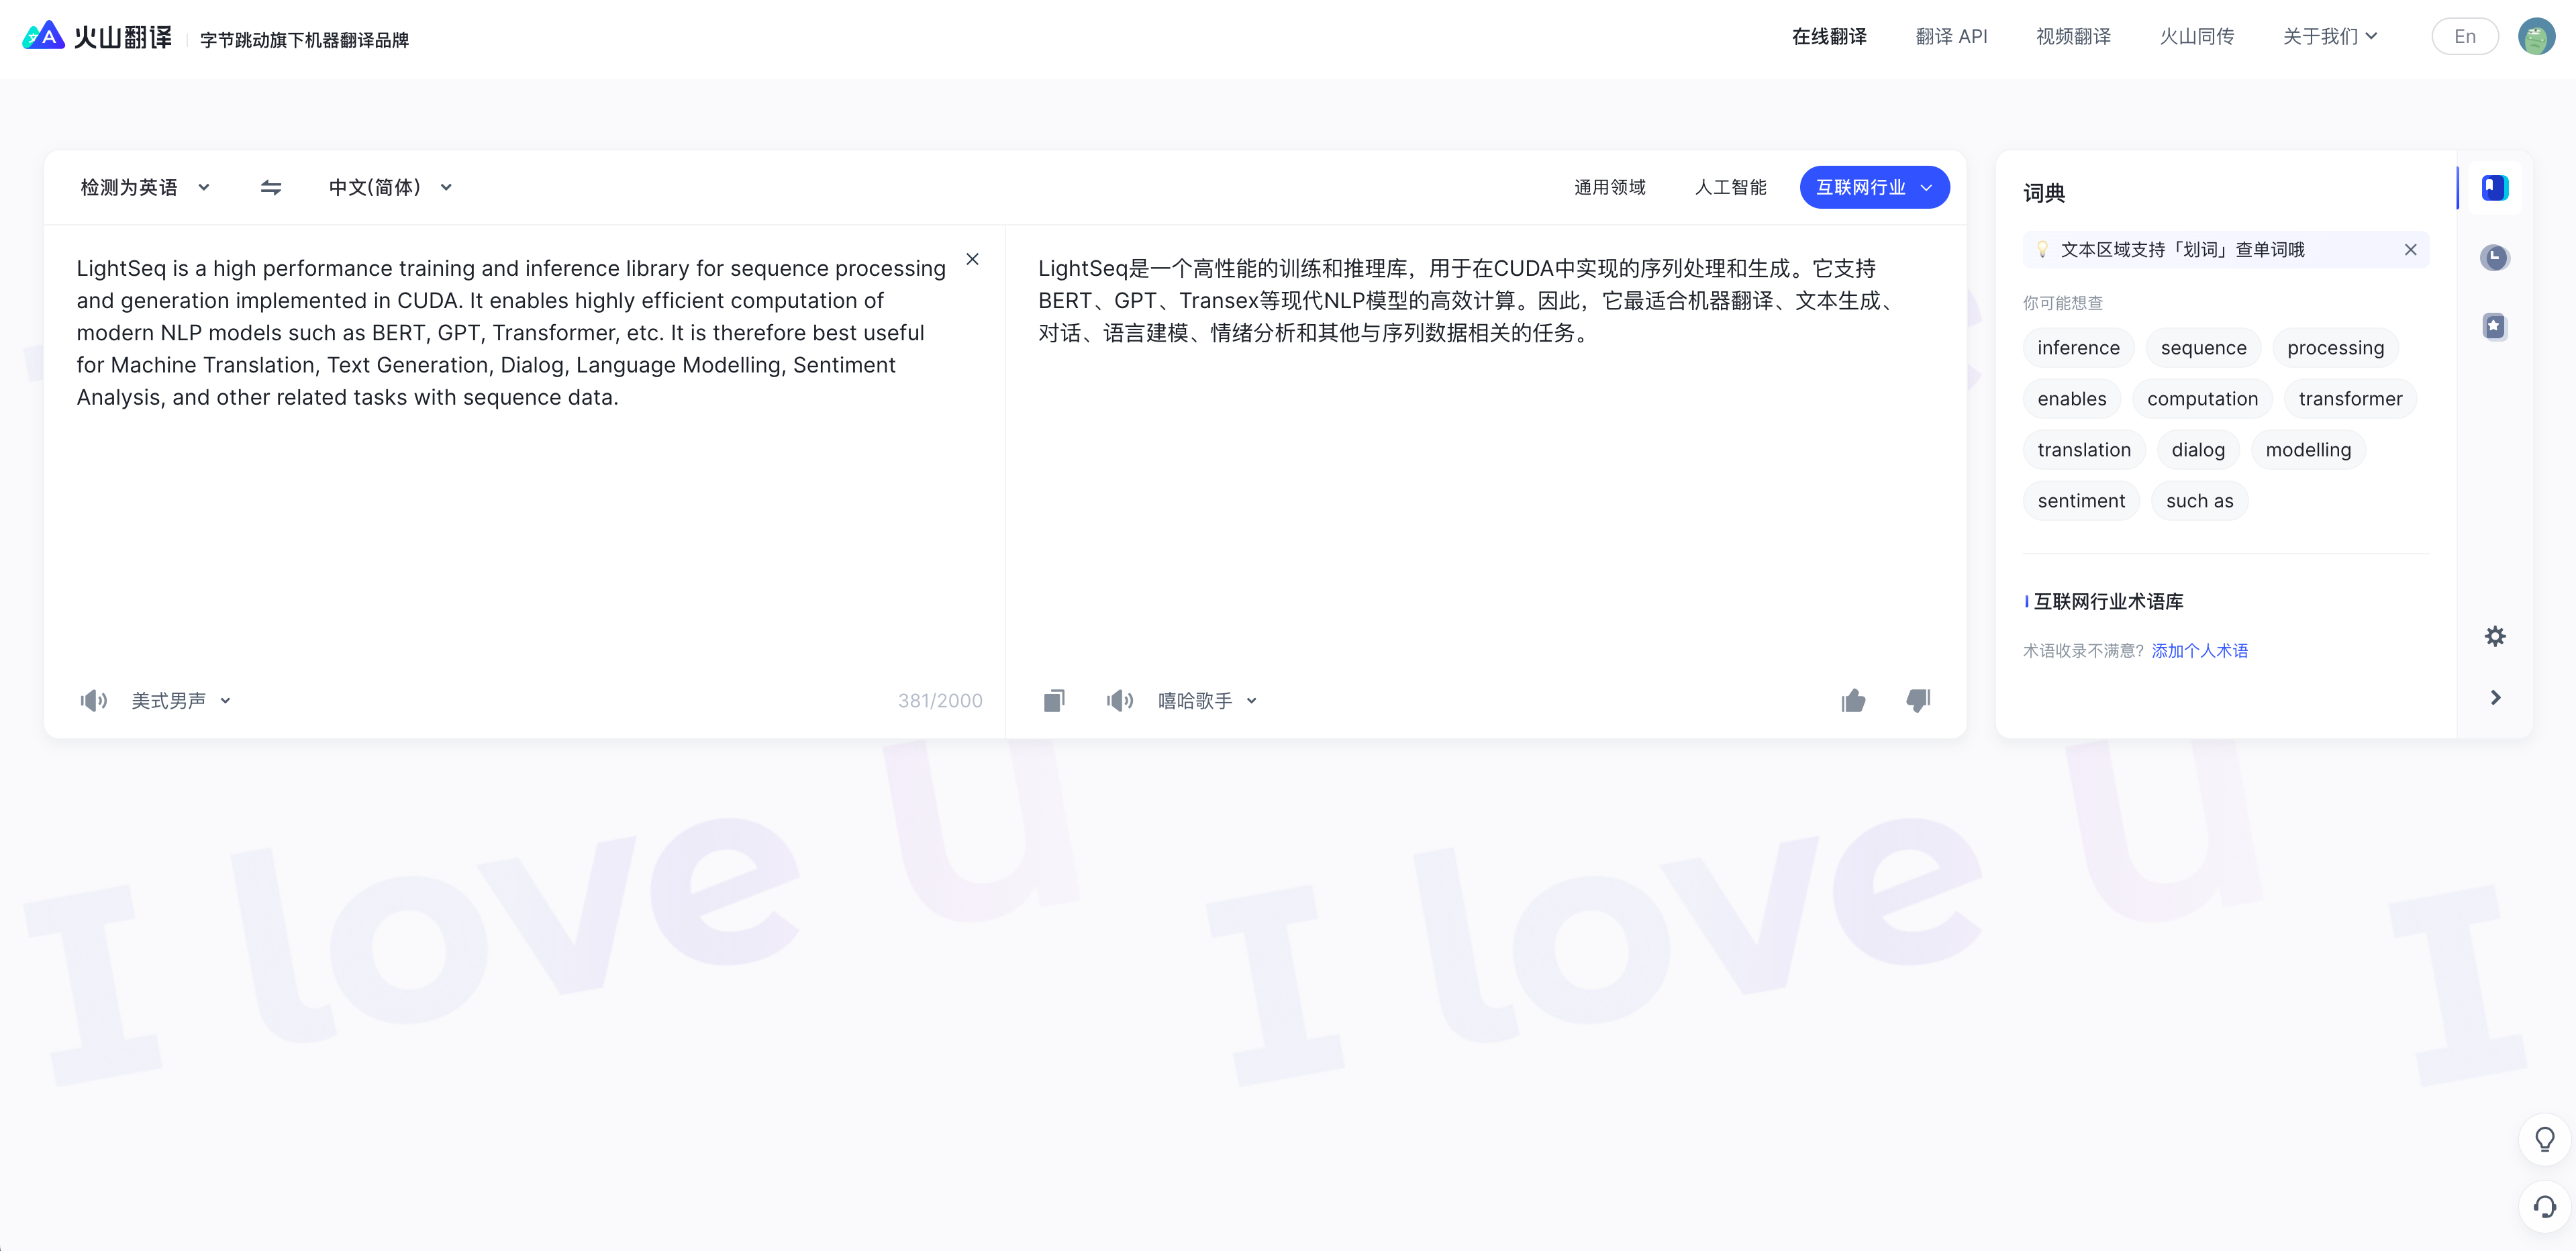 火山翻译
字节跳动旗下机器翻译品牌
在线翻译
翻译 API
视频翻译
火山同传
关于我们
En
检测为英语
中文(简体)
通用领域
人工智能
互联网行业
LightSeq is a high performance training and inference library for sequence processing
and generation implemented in CUDA. It enables highly efficient computation of
modern NLP models such as BERT, GPT, Transformer, etc. It is therefore best useful
for Machine Translation, Text Generation, Dialog, Language Modelling, Sentiment
Analysis, and other related tasks with sequence data.
美式男声
381/2000
LightSeq是一个高性能的训练和推理库，用于在CUDA中实现的序列处理和生成。它支持
BERT、GPT、Transex等现代NLP模型的高效计算。因此，它最适合机器翻译、文本生成、
对话、语言建模、情绪分析和其他与序列数据相关的任务。
嘻哈歌手
词典
文本区域支持「划词」查单词哦
你可能想查
inference
sequence
processing
enables
computation
transformer
translation
dialog
modelling
sentiment
such as
互联网行业术语库
术语收录不满意? 添加个人术语
I love u
I love u
I